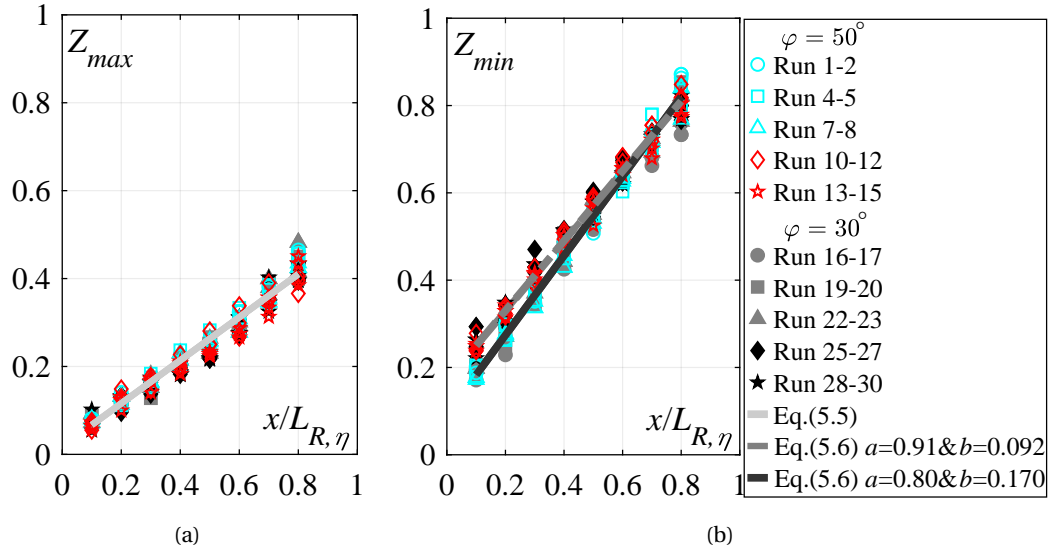 Z_max
1
0.8
0.6
0.4
0.2
0
x/L_R, η
0 0.2 0.4 0.6 0.8 1
(a)
Z_min
1
0.8
0.6
0.4
0.2
0
x/L_R, η
0 0.2 0.4 0.6 0.8 1
(b)
φ = 50°
Run 1-2
Run 4-5
Run 7-8
Run 10-12
Run 13-15
φ = 30°
Run 16-17
Run 19-20
Run 22-23
Run 25-27
Run 28-30
Eq.(5.5)
Eq.(5.6) a=0.91&b=0.092
Eq.(5.6) a=0.80&b=0.170